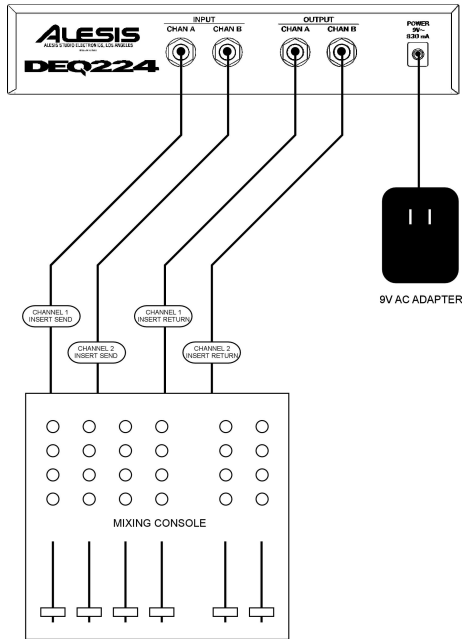 INPUT
OUTPUT
CHAN A
CHAN B
CHAN A
CHAN B
POWER
9V~
830 mA
ALESIS
ALESIS STUDIO ELECTRONICS, LOS ANGELES
DEQ224
9V AC ADAPTER
CHANNEL 1
INSERT SEND
CHANNEL 1
INSERT RETURN
CHANNEL 2
INSERT SEND
CHANNEL 2
INSERT RETURN
MIXING CONSOLE